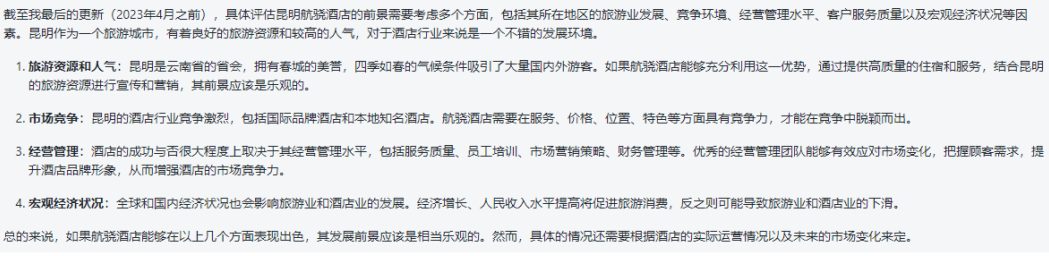 截至我最后的更新（2023年4月之前），具体评估昆明航骁酒店的前景需要考虑多个方面，包括其所在地区的旅游业发展、竞争环境、经营管理水平、客户服务质量以及宏观经济状况等因
素。昆明作为一个旅游城市，有着良好的旅游资源和较高的人气，对于酒店行业来说是一个不错的发展环境。
1. 旅游资源和人气：昆明是云南省的省会，拥有春城的美誉，四季如春的气候条件吸引了大量国内外游客。如果航骁酒店能够充分利用这一优势，通过提供高质量的住宿和服务，结合昆明
的旅游资源进行宣传和营销，其前景应该是乐观的。
2. 市场竞争：昆明的酒店行业竞争激烈，包括国际品牌酒店和本地知名酒店。航骁酒店需要在服务、价格、位置、特色等方面具有竞争力，才能在竞争中脱颖而出。
3. 经营管理：酒店的成功与否很大程度上取决于其经营管理水平，包括服务质量、员工培训、市场营销策略、财务管理等。优秀的经营管理团队能够有效应对市场变化，把握顾客需求，提
升酒店品牌形象，从而增强酒店的市场竞争力。
4. 宏观经济状况：全球和国内经济状况也会影响旅游业和酒店业的发展。经济增长、人民收入水平提高将促进旅游消费，反之则可能导致旅游业和酒店业的下滑。
总的来说，如果航骁酒店能够在以上几个方面表现出色，其发展前景应该是相当乐观的。然而，具体的情况还需要根据酒店的实际运营情况以及未来的市场变化来定。